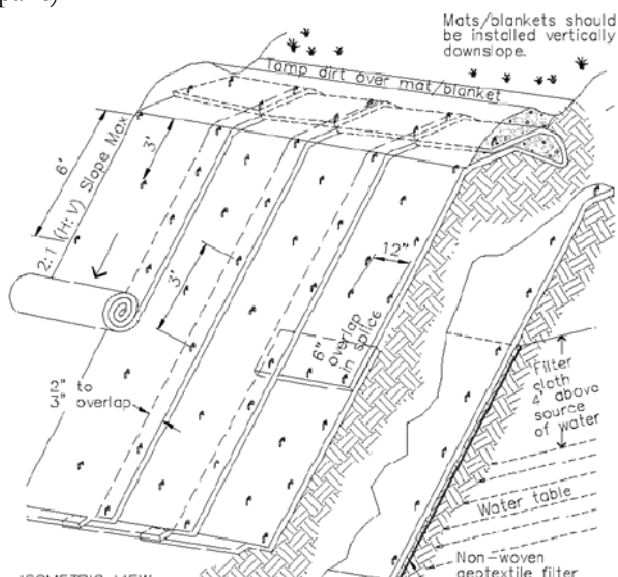 Mats/blankets should
be installed vertically
downslope.
Tamp dirt over mat/blanket
6"
3'
2:1 (H:V) Slope Max
12"
3'
6"
overlap
in splice
2" to
3" overlap
Filter
cloth
4' above
source
of water
Water table
Non-woven
geotextile filter
ISOMETRIC VIEW